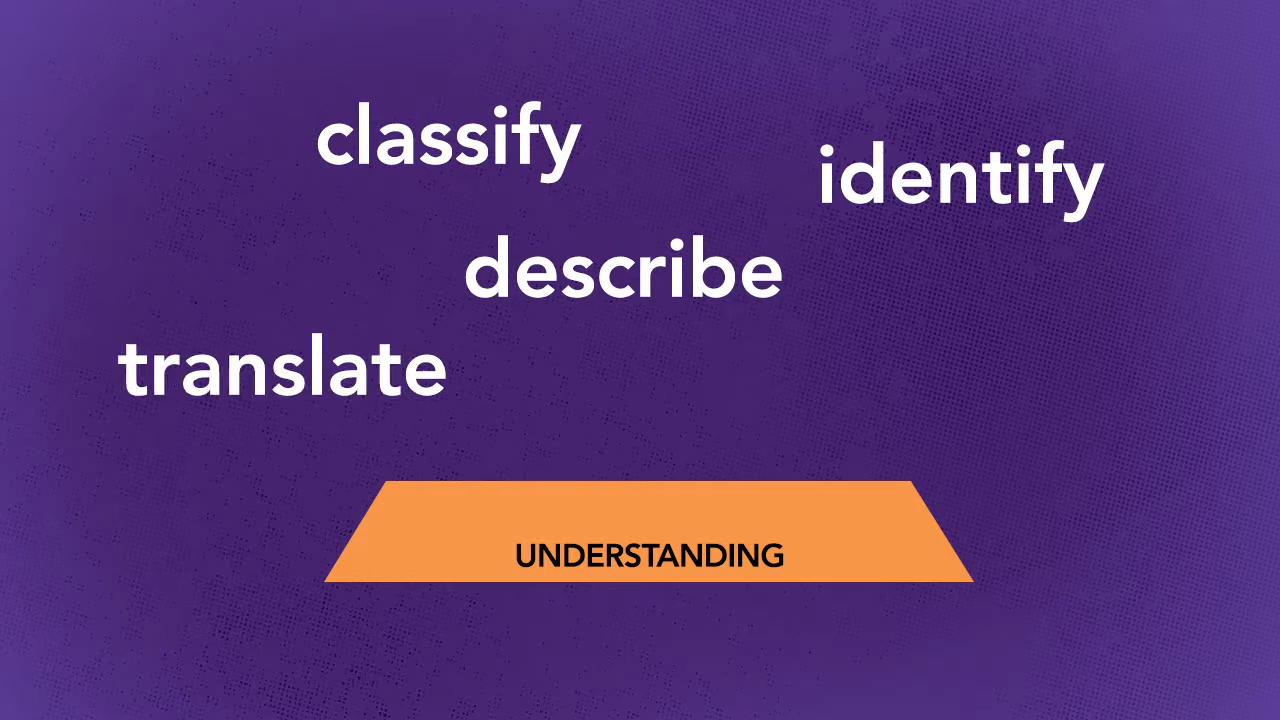 classify
identify
describe
translate
UNDERSTANDING